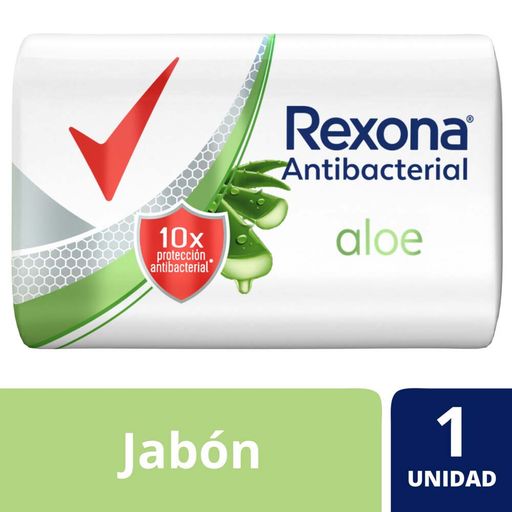 Rexona®
Antibacterial
aloe
10x
protección
antibacterial*
Jabón
1
UNIDAD